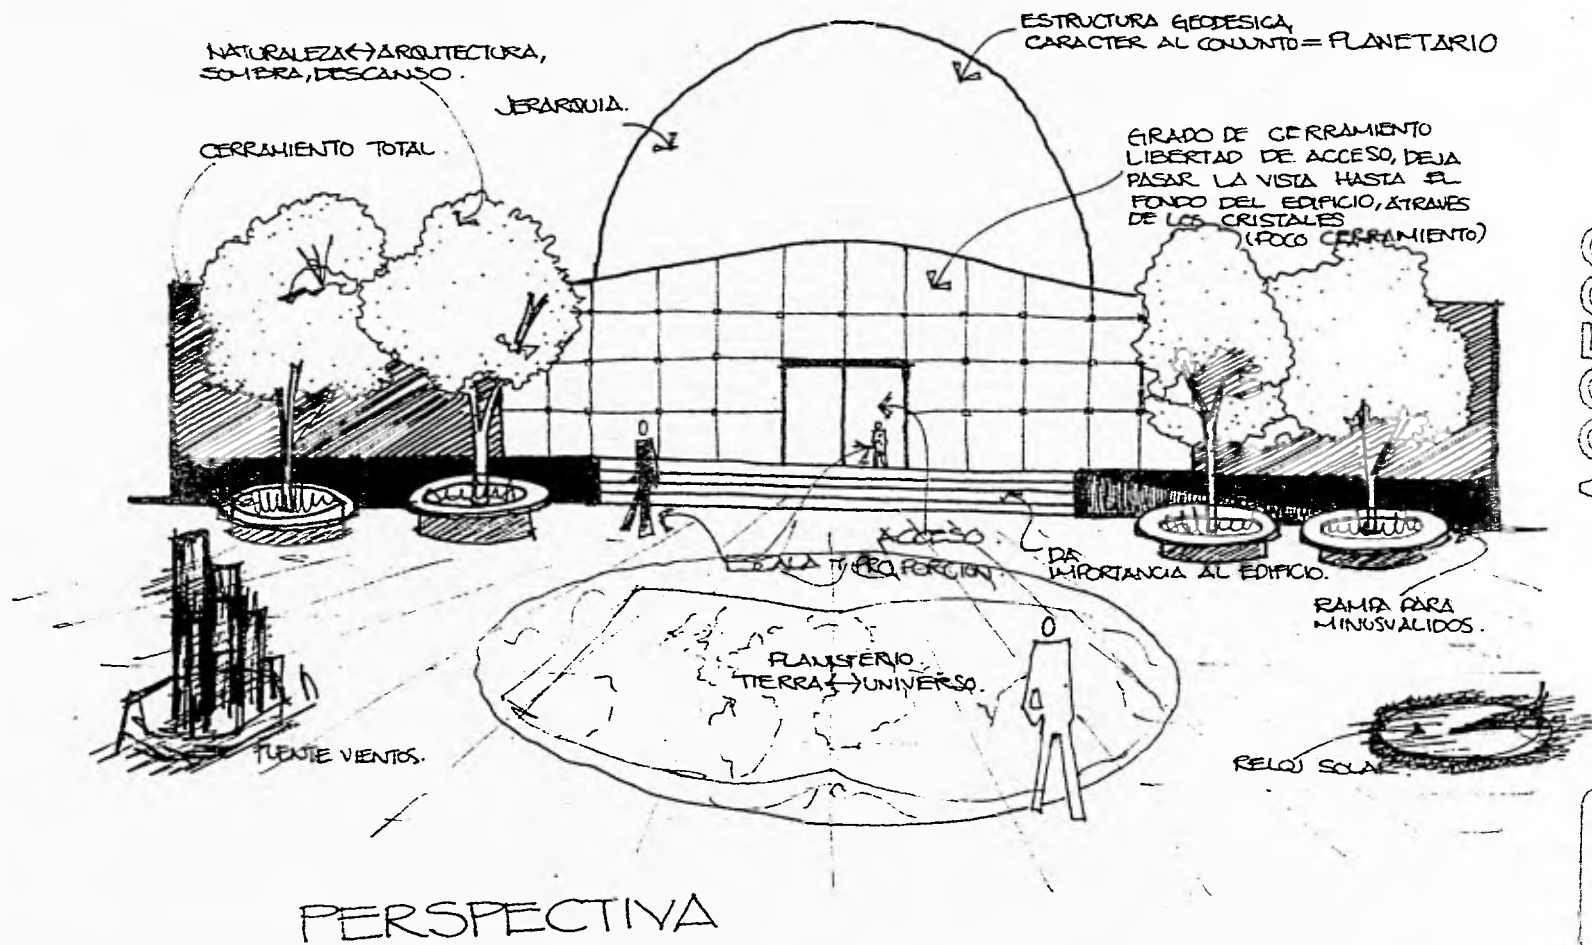 ESTRUCTURA GEODESICA,
CARACTER AL CONJUNTO = PLANETARIO
NATURALEZA↔ARQUITECTURA,
SOMBRA, DESCANSO.
JERARQUIA.
CERRAMIENTO TOTAL
GRADO DE CERRAMIENTO
LIBERTAD DE ACCESO, DEJA
PASAR LA VISTA HASTA EL
FONDO DEL EDIFICIO, ATRAVES
DE LOS CRISTALES
(POCO CERRAMIENTO)
ACCESO
ESCALA Y PROPORCION.
DA
IMPORTANCIA AL EDIFICIO.
RAMPA PARA
MINUSVALIDOS.
PLANISFERIO
TIERRA↔UNIVERSO.
FUENTE VIENTOS.
RELOJ SOLAR
PERSPECTIVA